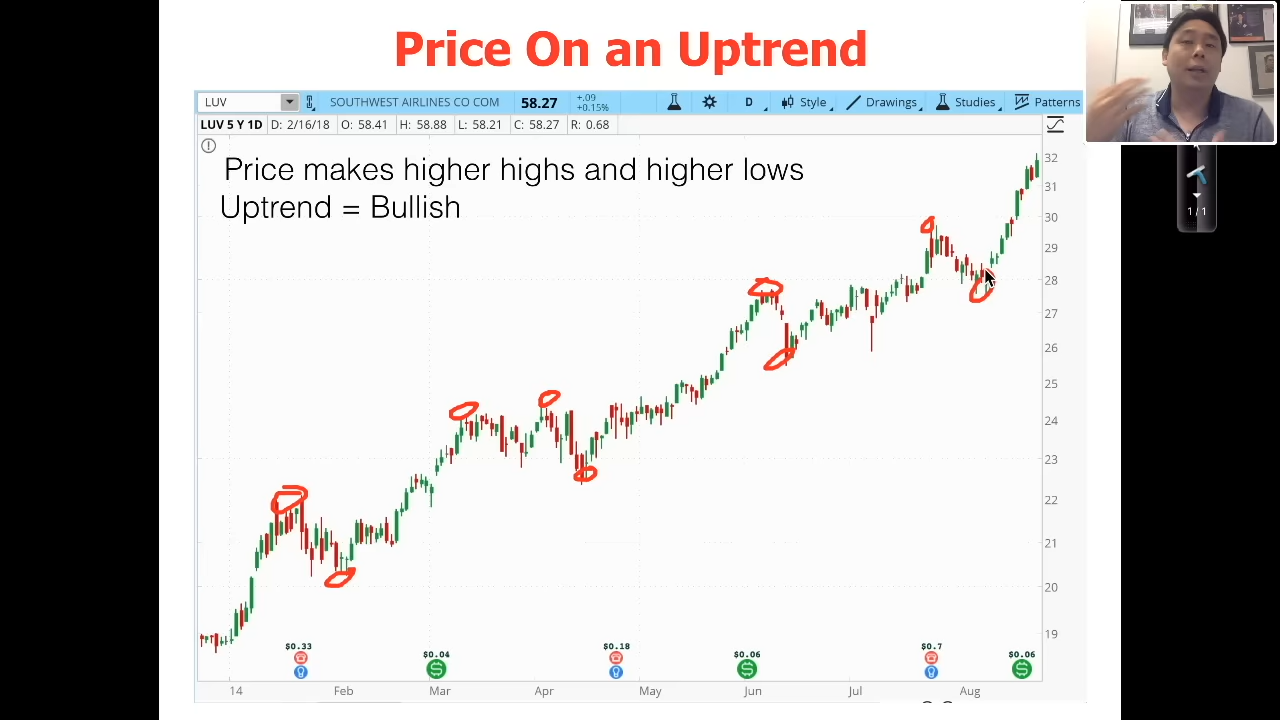 Price On an Uptrend
LUV SOUTHWEST AIRLINES CO COM 58.27 +.09 +0.15% D Style Drawings Studies Patterns
LUV 5 Y 1D D: 2/16/18 O: 58.41 H: 58.88 L: 58.21 C: 58.27 R: 0.68
Price makes higher highs and higher lows
Uptrend = Bullish
1/1
32
31
30
29
28
27
26
25
24
23
22
21
20
19
$0.33 $0.04 $0.18 $0.06 $0.7 $0.06
14 Feb Mar Apr May Jun Jul Aug